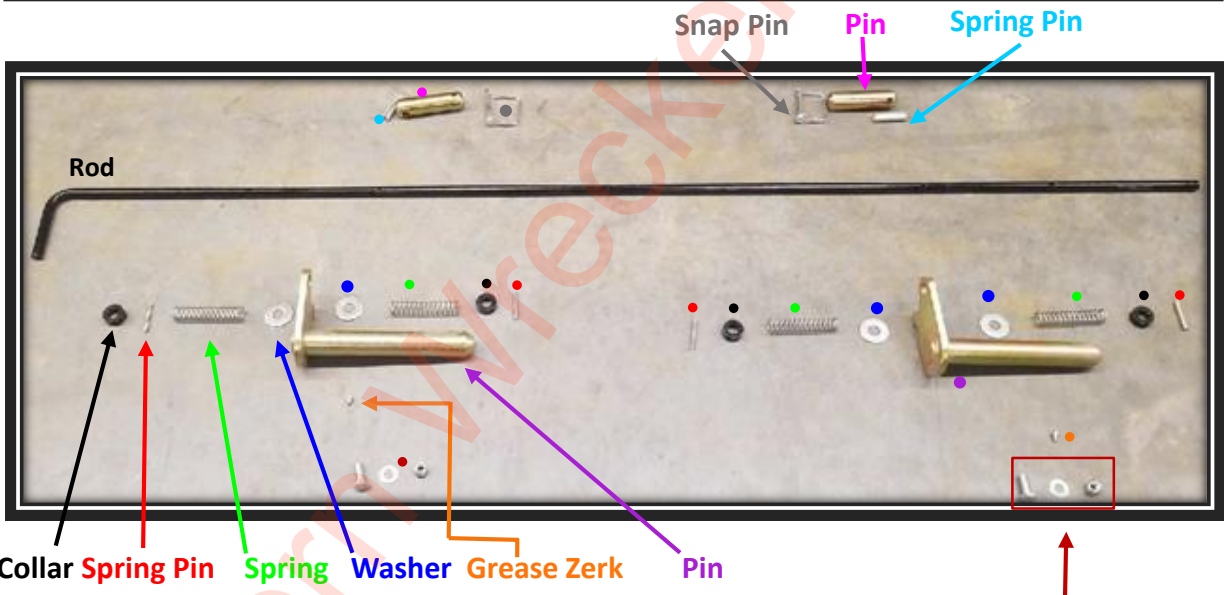 Snap Pin Pin Spring Pin
Rod
Collar Spring Pin Spring Washer Grease Zerk Pin